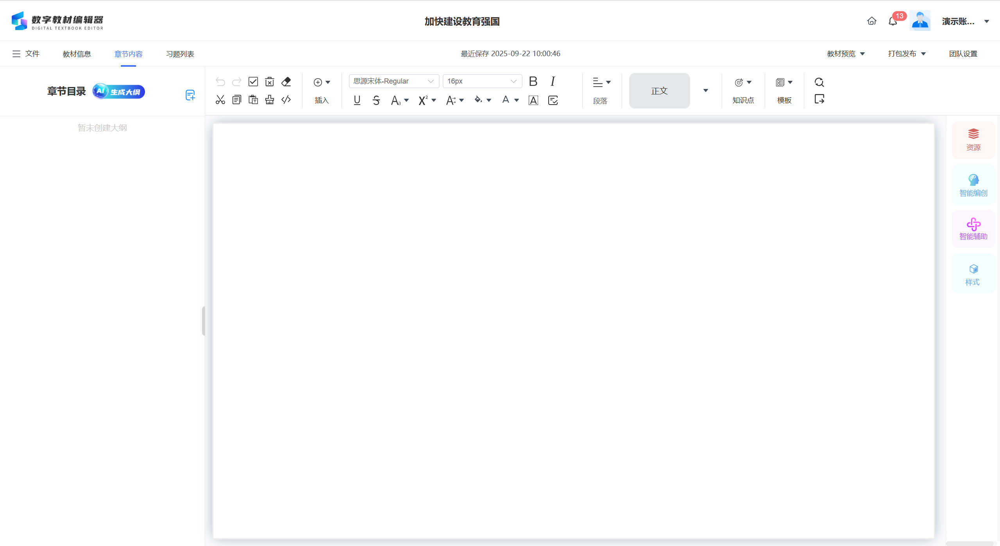 数字教材编辑器
DIGITAL TEXTBOOK EDITOR
加快建设教育强国
13
演示账...
文件
教材信息
章节内容
习题列表
最近保存 2025-09-22 10:00:46
教材预览
打包发布
团队设置
章节目录
AI 生成大纲
暂未创建大纲
插入
思源宋体-Regular
16px
段落
正文
知识点
模板
资源
智能编创
智能辅助
样式